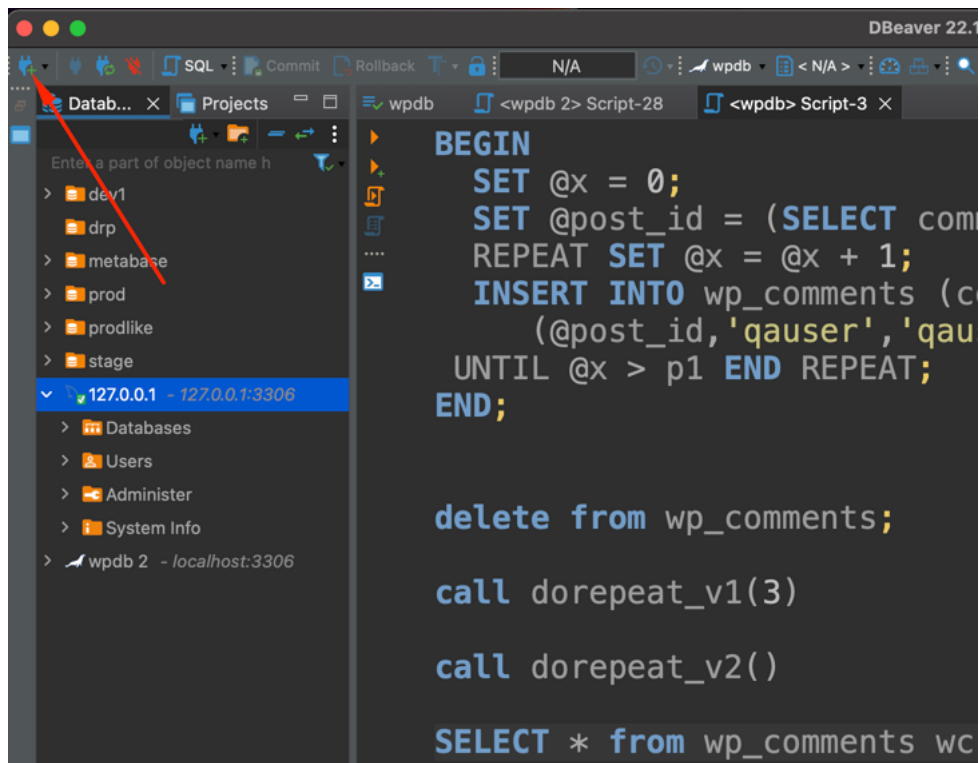 DBeaver 22.1
SQL
Commit
Rollback
N/A
wpdb
< N/A >
Datab...
Projects
wpdb
<wpdb 2> Script-28
<wpdb> Script-3
Enter a part of object name h
dev1
drp
metabase
prod
prodlike
stage
127.0.0.1 - 127.0.0.1:3306
Databases
Users
Administer
System Info
wpdb 2 - localhost:3306
BEGIN
SET @x = 0;
SET @post_id = (SELECT com
REPEAT SET @x = @x + 1;
INSERT INTO wp_comments (c
(@post_id,'qauser','qau
UNTIL @x > p1 END REPEAT;
END;
delete from wp_comments;
call dorepeat_v1(3)
call dorepeat_v2()
SELECT * from wp_comments wc